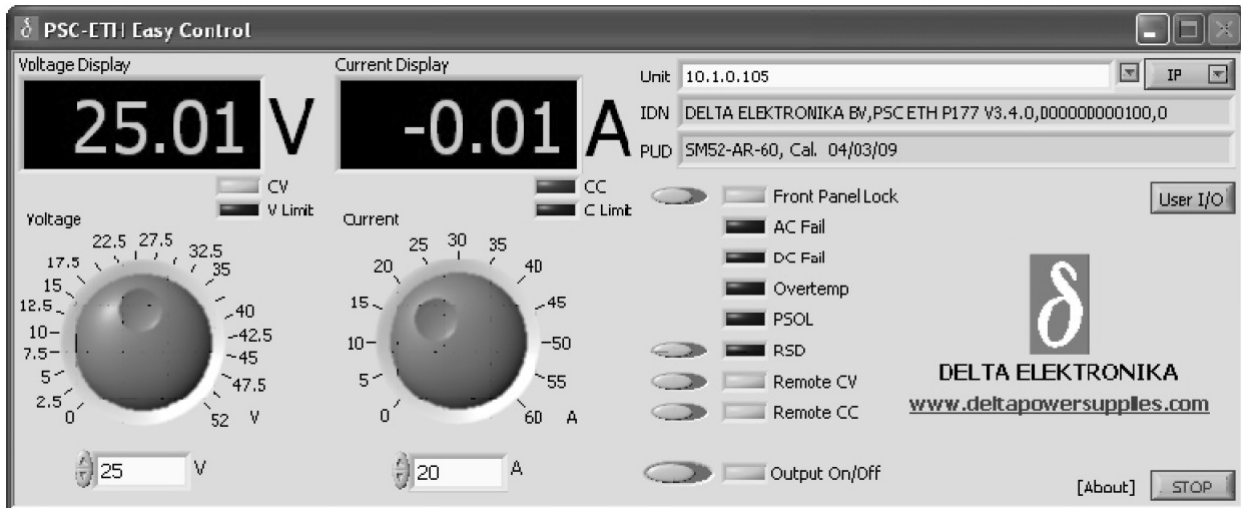 δ PSC-ETH Easy Control
Voltage Display
Current Display
25.01 V
-0.01 A
CV
V Limit
CC
C Limit
Unit 10.1.0.105 IP
IDN DELTA ELEKTRONIKA BV,PSC ETH P177 V3.4.0,000000000100,0
PUD SM52-AR-60, Cal. 04/03/09
Voltage
0
2.5
5
7.5
10
12.5
15
17.5
22.5
27.5
32.5
35
40
42.5
45
47.5
52 V
25 V
Current
0
5
10
15
20
25
30
35
40
45
50
55
60 A
20 A
Front Panel Lock
AC Fail
DC Fail
Overtemp
PSOL
RSD
Remote CV
Remote CC
Output On/Off
User I/O
δ
DELTA ELEKTRONIKA
www.deltapowersupplies.com
[About] STOP